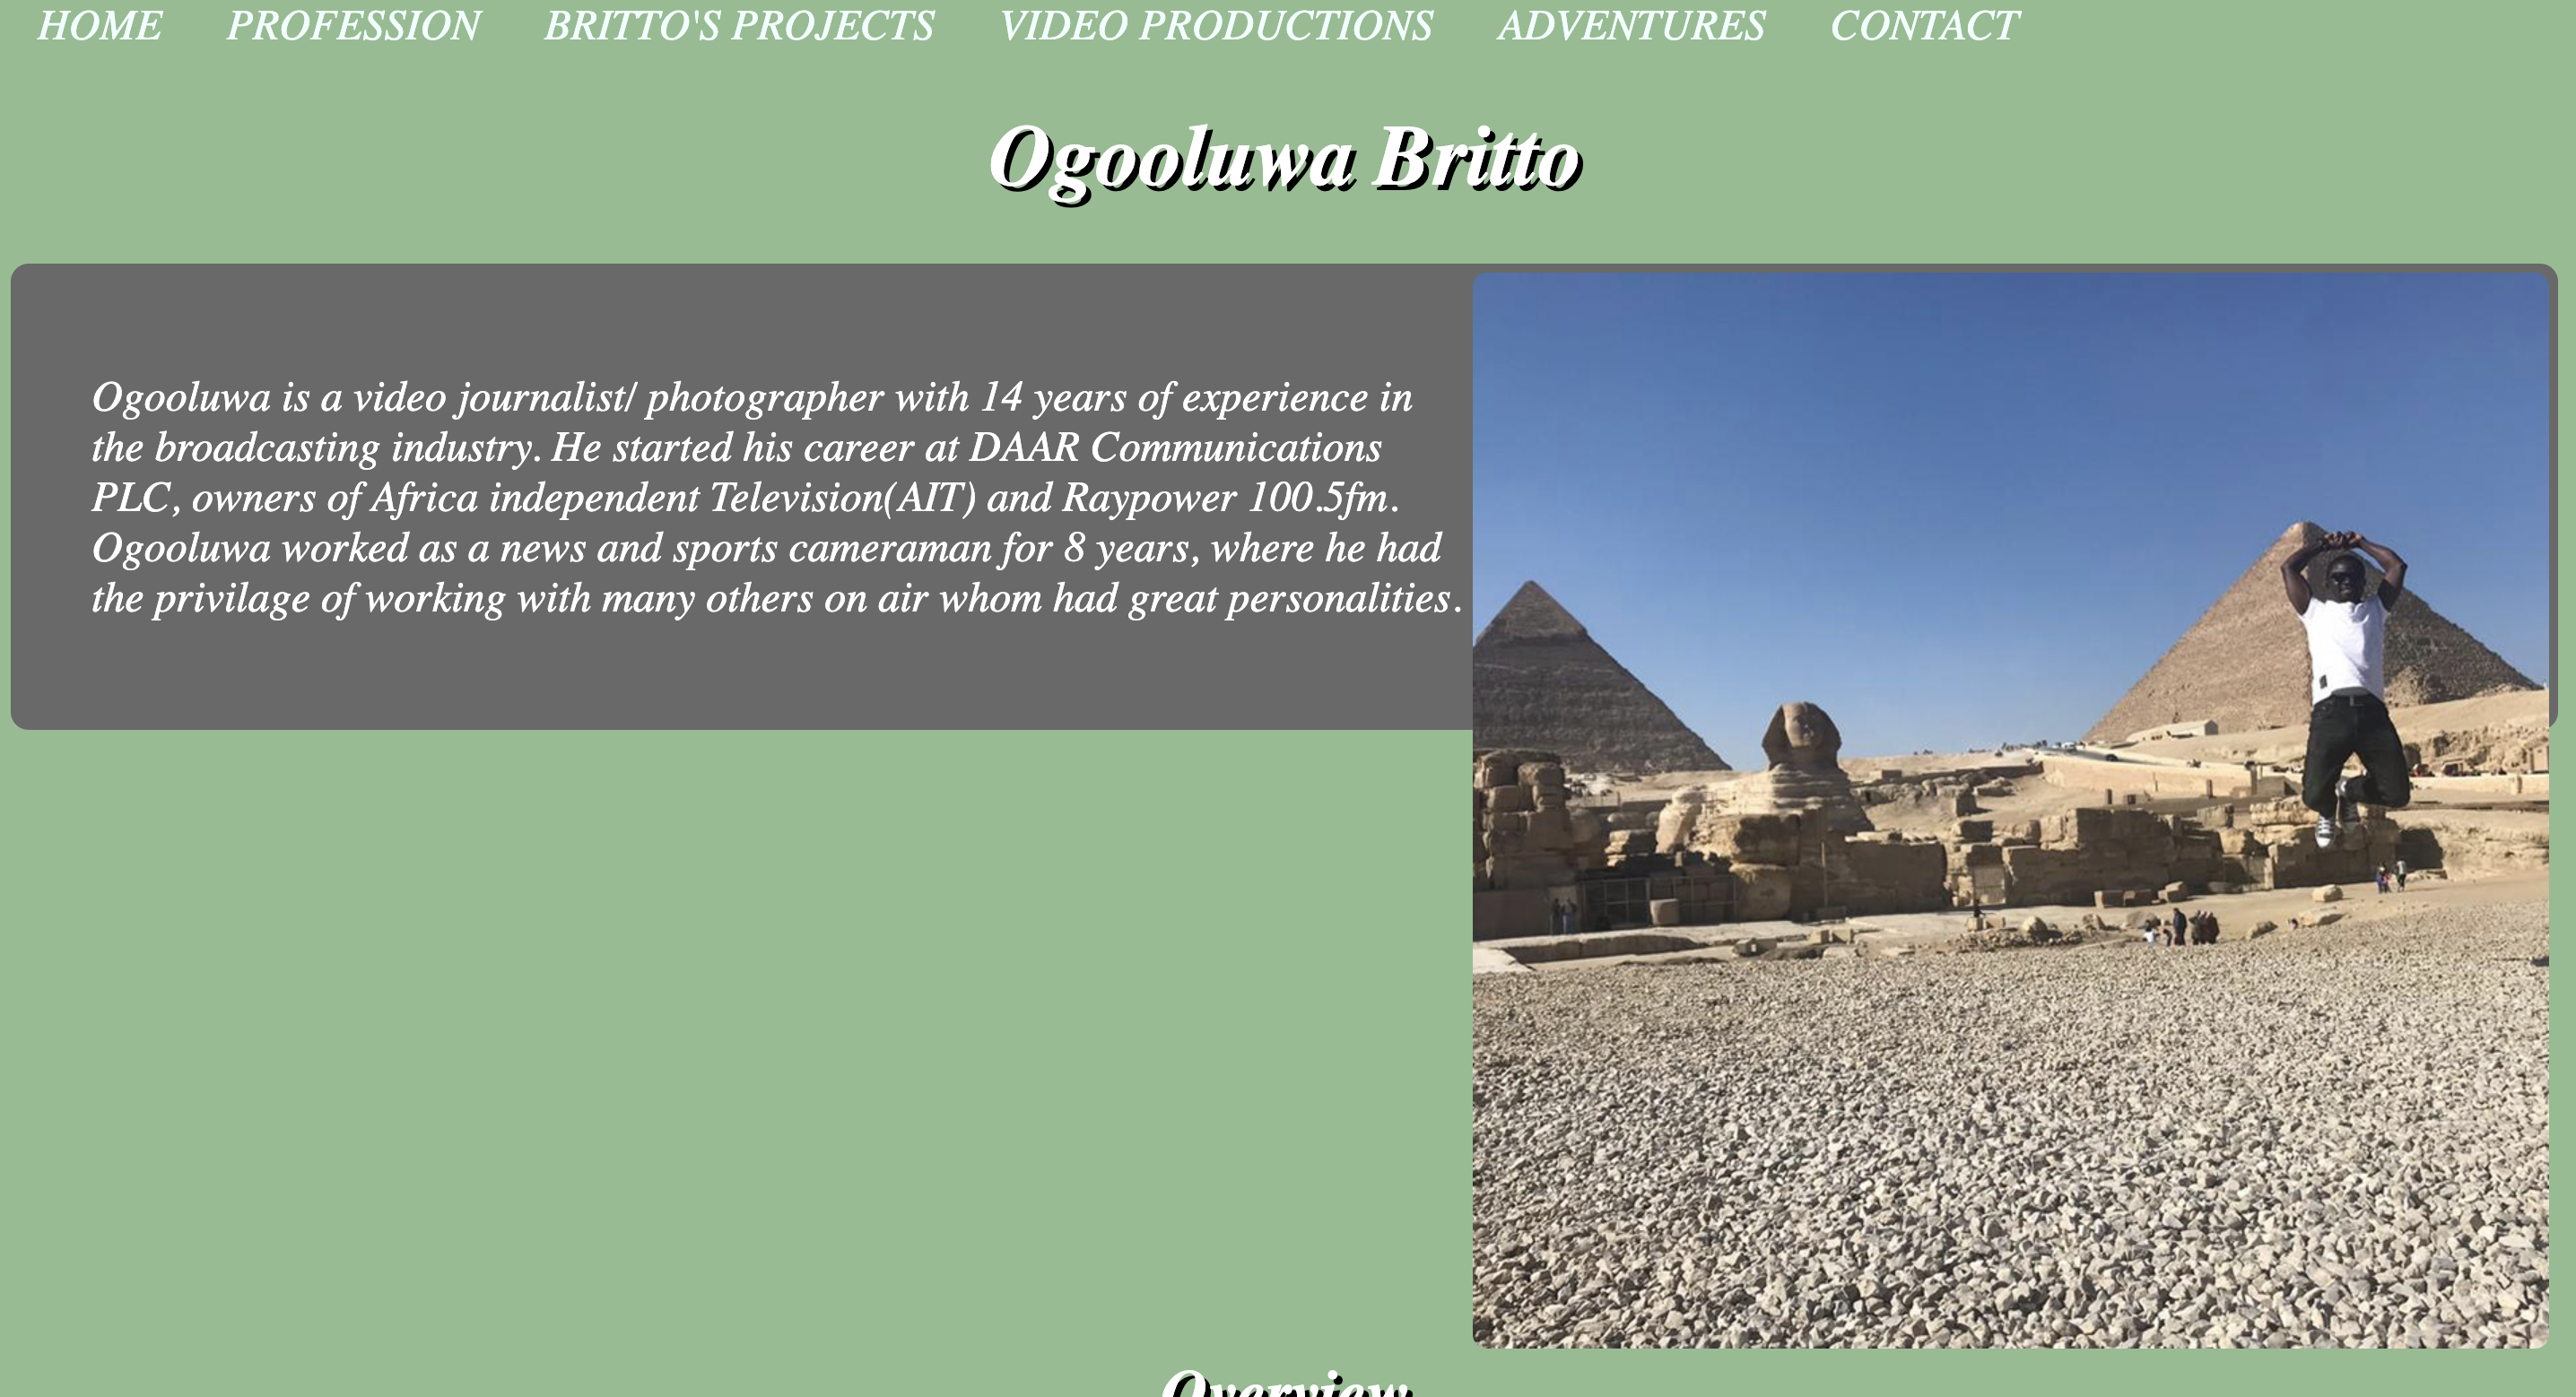 HOME PROFESSION BRITTO'S PROJECTS VIDEO PRODUCTIONS ADVENTURES CONTACT
Ogooluwa Britto
Ogooluwa is a video journalist/ photographer with 14 years of experience in
the broadcasting industry. He started his career at DAAR Communications
PLC, owners of Africa independent Television(AIT) and Raypower 100.5fm.
Ogooluwa worked as a news and sports cameraman for 8 years, where he had
the privilage of working with many others on air whom had great personalities.
Overview